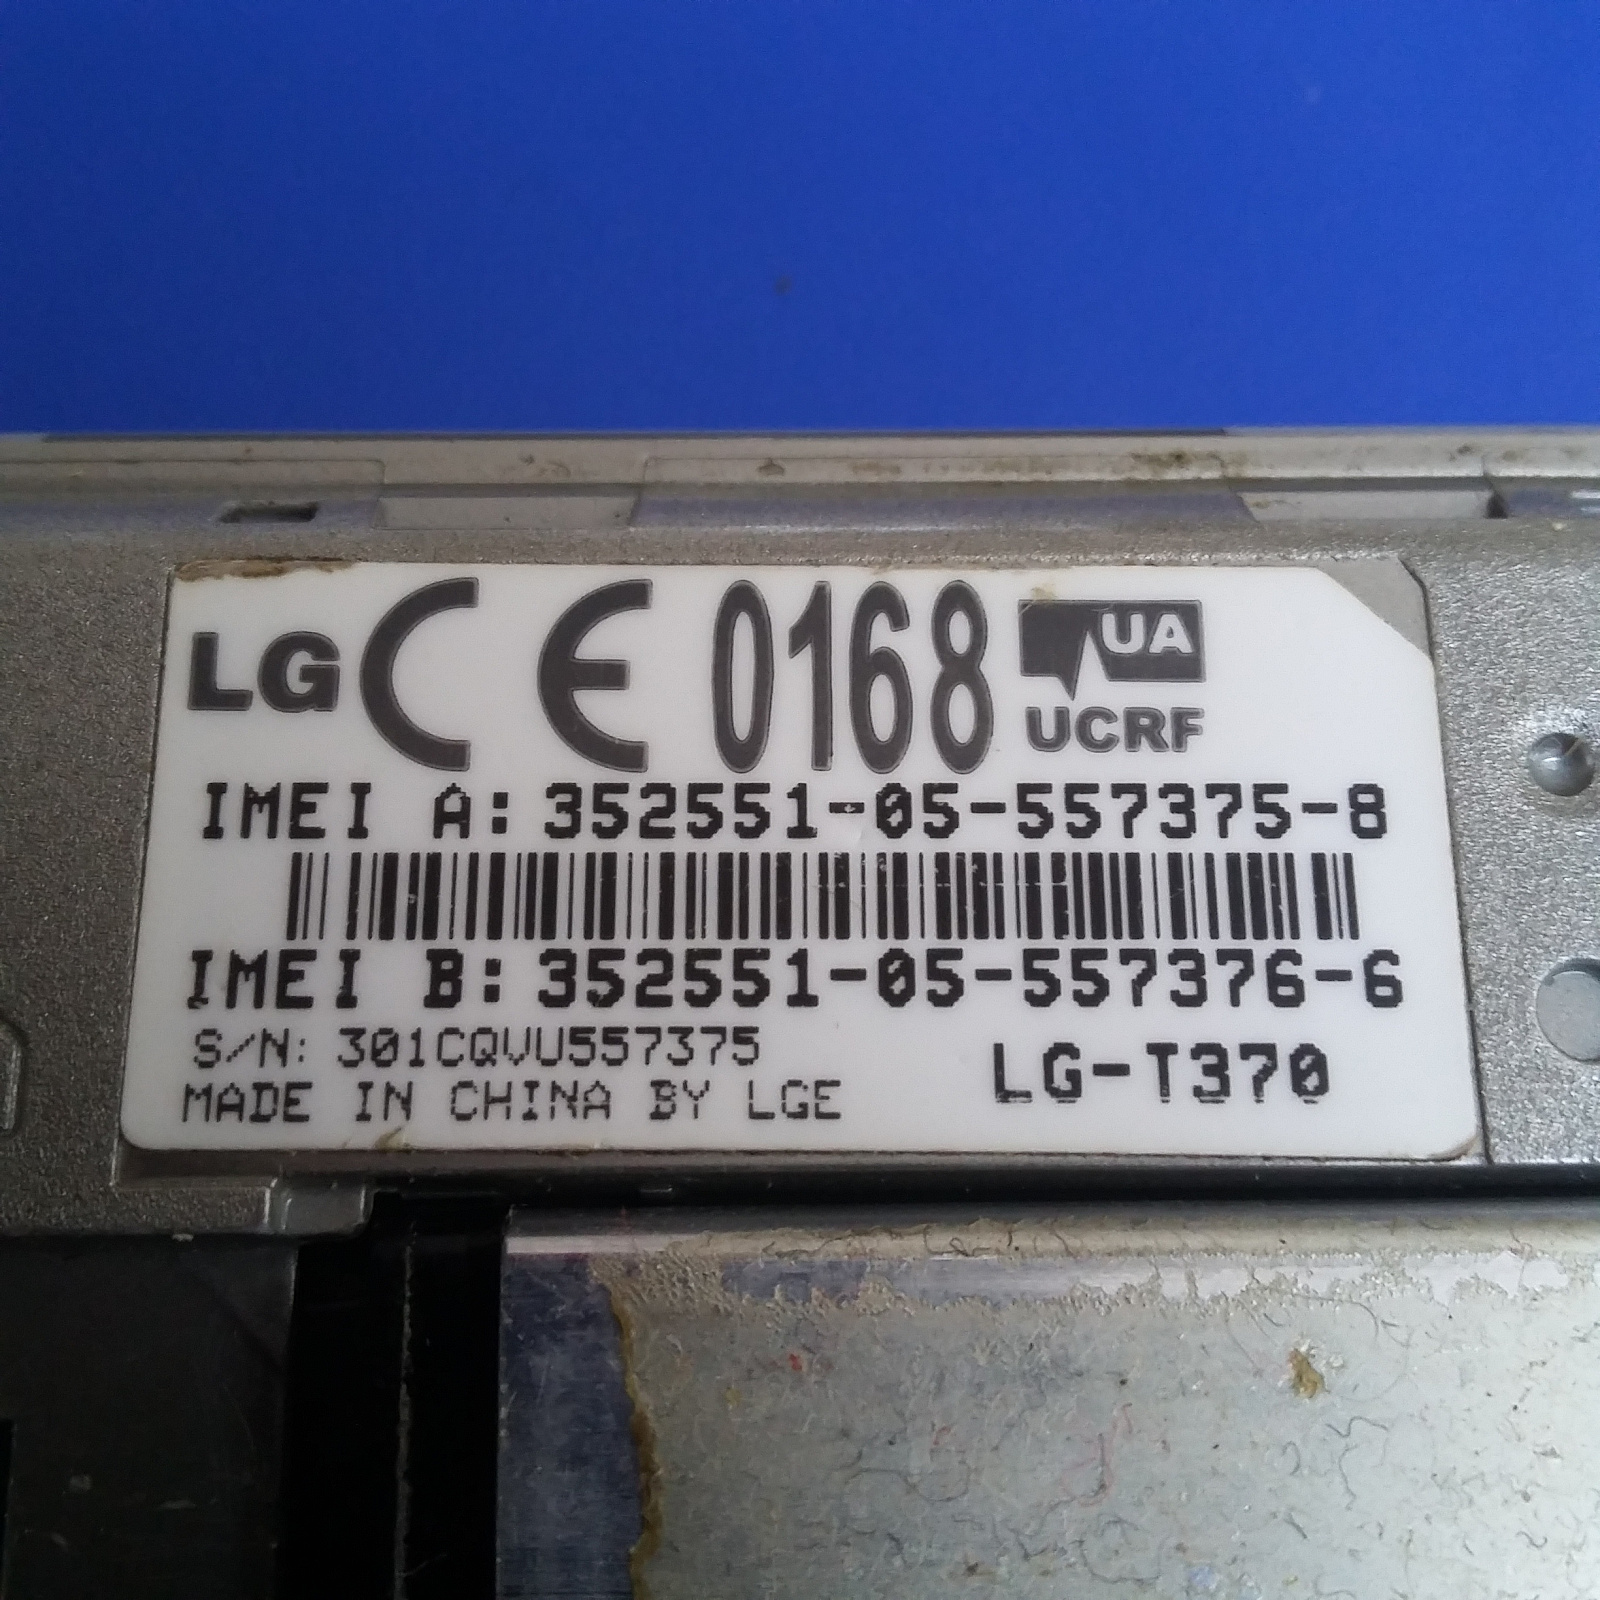 LG CE 0168 UA
UCRF
IMEI A: 352551-05-557375-8
IMEI B: 352551-05-557376-6
S/N: 301CQVU557375
MADE IN CHINA BY LGE
LG-T370